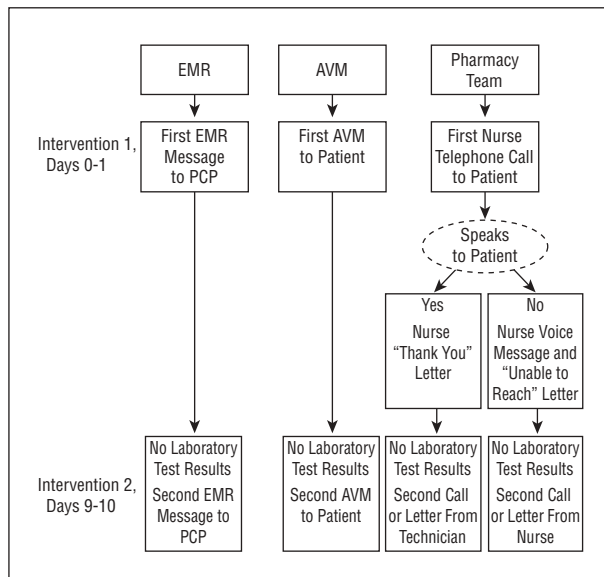 EMR
AVM
Pharmacy
Team
Intervention 1,
Days 0-1
First EMR
Message
to PCP
First AVM
to Patient
First Nurse
Telephone Call
to Patient
Speaks
to Patient
Yes
Nurse
“Thank You”
Letter
No
Nurse Voice
Message and
“Unable to
Reach” Letter
Intervention 2,
Days 9-10
No Laboratory
Test Results
Second EMR
Message to
PCP
No Laboratory
Test Results
Second AVM
to Patient
No Laboratory
Test Results
Second Call
or Letter From
Technician
No Laboratory
Test Results
Second Call
or Letter From
Nurse